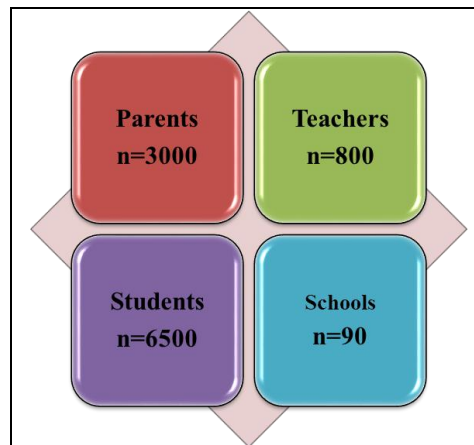 Parents
n=3000
Teachers
n=800
Students
n=6500
Schools
n=90